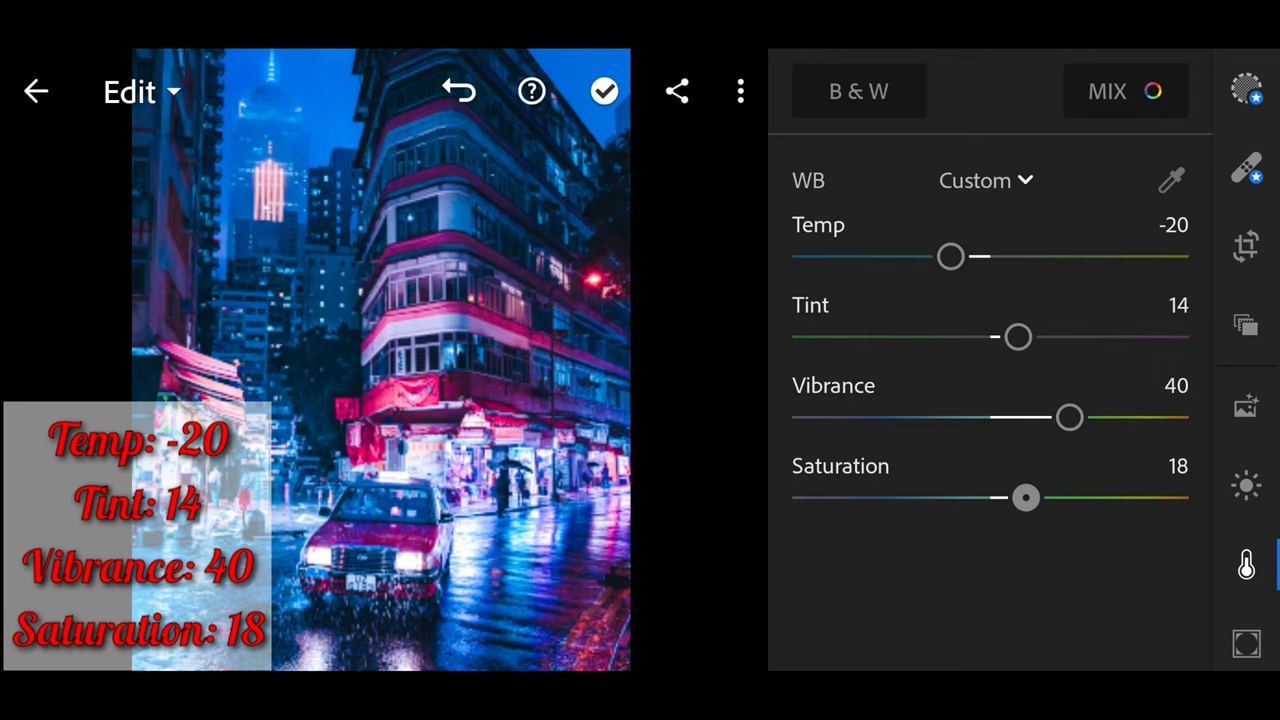 Edit
B & W
MIX
WB
Custom
Temp
-20
Tint
14
Vibrance
40
Saturation
18
Temp: -20
Tint: 14
Vibrance: 40
Saturation: 18